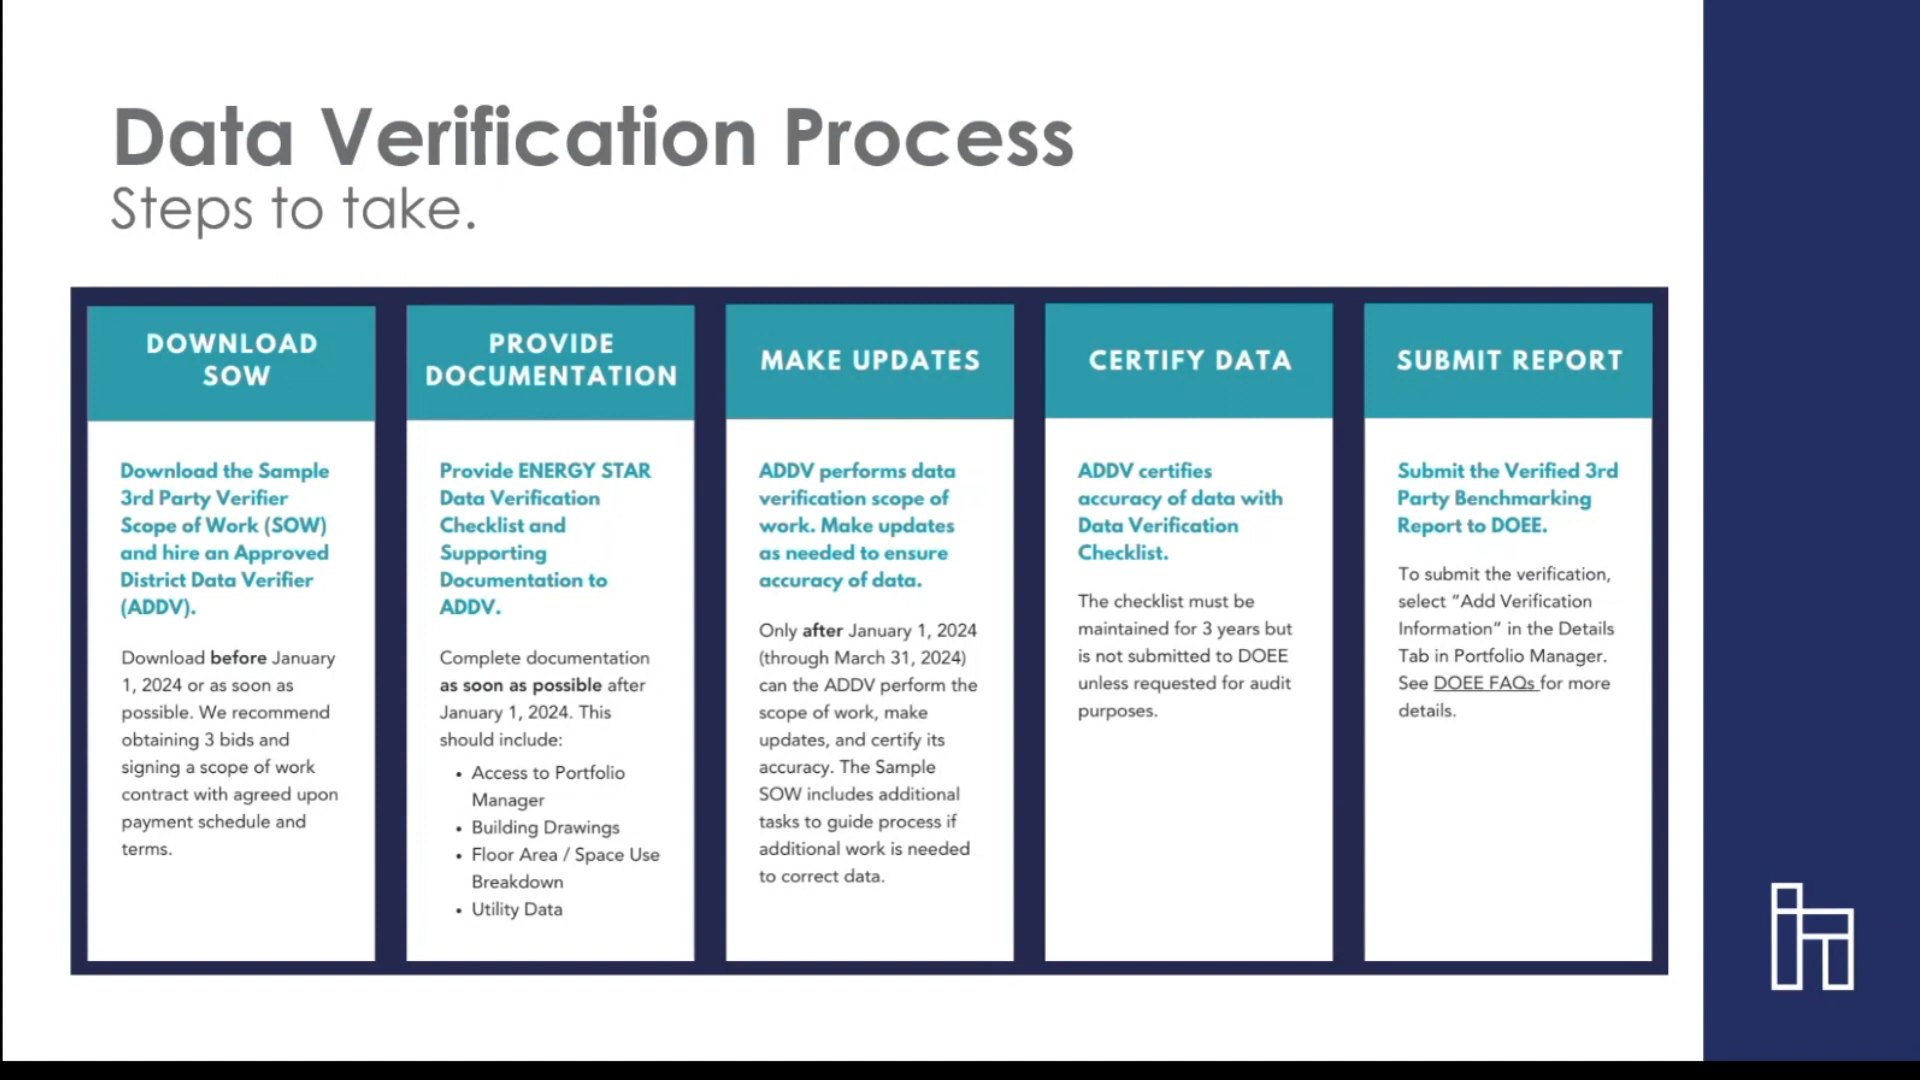 Data Verification Process
Steps to take.
DOWNLOAD
SOW
Download the Sample
3rd Party Verifier
Scope of Work (SOW)
and hire an Approved
District Data Verifier
(ADDV).
Download before January
1, 2024 or as soon as
possible. We recommend
obtaining 3 bids and
signing a scope of work
contract with agreed upon
payment schedule and
terms.
PROVIDE
DOCUMENTATION
Provide ENERGY STAR
Data Verification
Checklist and
Supporting
Documentation to
ADDV.
Complete documentation
as soon as possible after
January 1, 2024. This
should include:
• Access to Portfolio
Manager
• Building Drawings
• Floor Area / Space Use
Breakdown
• Utility Data
MAKE UPDATES
ADDV performs data
verification scope of
work. Make updates
as needed to ensure
accuracy of data.
Only after January 1, 2024
(through March 31, 2024)
can the ADDV perform the
scope of work, make
updates, and certify its
accuracy. The Sample
SOW includes additional
tasks to guide process if
additional work is needed
to correct data.
CERTIFY DATA
ADDV certifies
accuracy of data with
Data Verification
Checklist.
The checklist must be
maintained for 3 years but
is not submitted to DOEE
unless requested for audit
purposes.
SUBMIT REPORT
Submit the Verified 3rd
Party Benchmarking
Report to DOEE.
To submit the verification,
select “Add Verification
Information” in the Details
Tab in Portfolio Manager.
See DOEE FAQs for more
details.